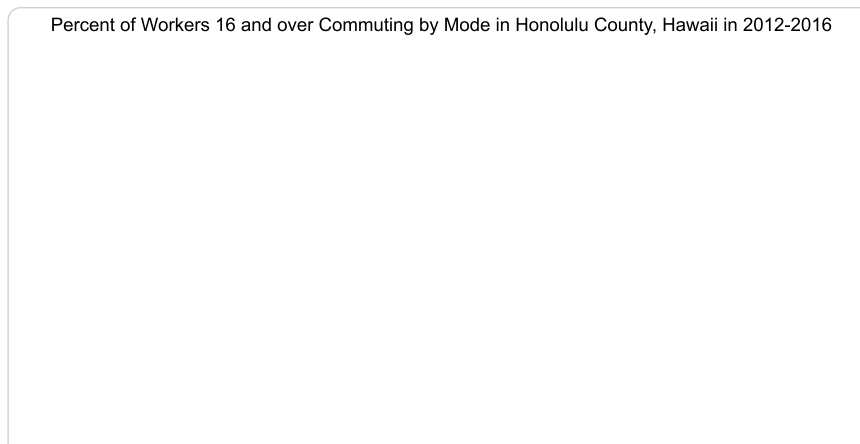 Percent of Workers 16 and over Commuting by Mode in Honolulu County, Hawaii in 2012-2016